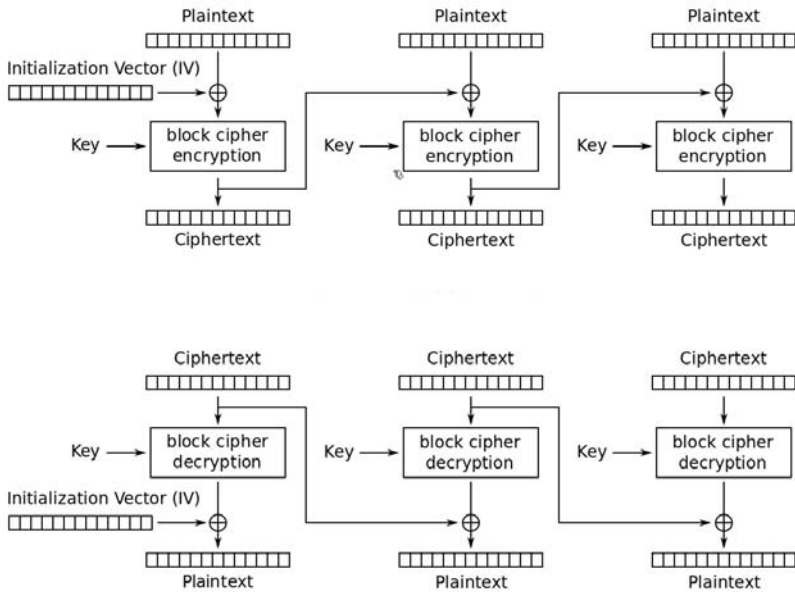 Plaintext Plaintext Plaintext
Initialization Vector (IV)
Key block cipher encryption Key block cipher encryption Key block cipher encryption
Ciphertext Ciphertext Ciphertext
Ciphertext Ciphertext Ciphertext
Key block cipher decryption Key block cipher decryption Key block cipher decryption
Initialization Vector (IV)
Plaintext Plaintext Plaintext